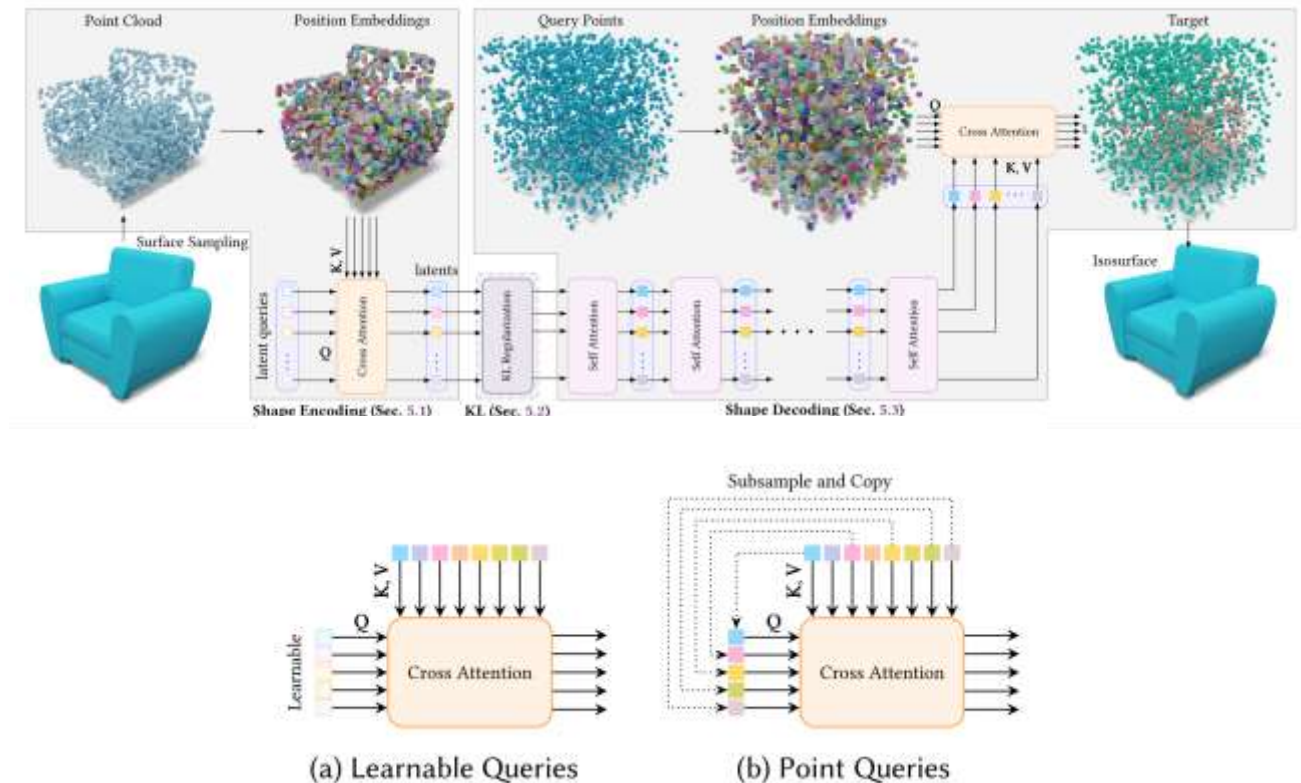 Point Cloud
Position Embeddings
Query Points
Position Embeddings
Target
Q
Cross Attention
K, V
Surface Sampling
K, V
latents
Isosurface
latent queries
Q
Cross Attention
KL Regularization
Self Attention
Self Attention
Self Attention
Shape Encoding (Sec. 5.1)
KL (Sec. 5.2)
Shape Decoding (Sec. 5.3)
Subsample and Copy
K, V
K, V
Q
Q
Learnable
Cross Attention
Cross Attention
(a) Learnable Queries
(b) Point Queries